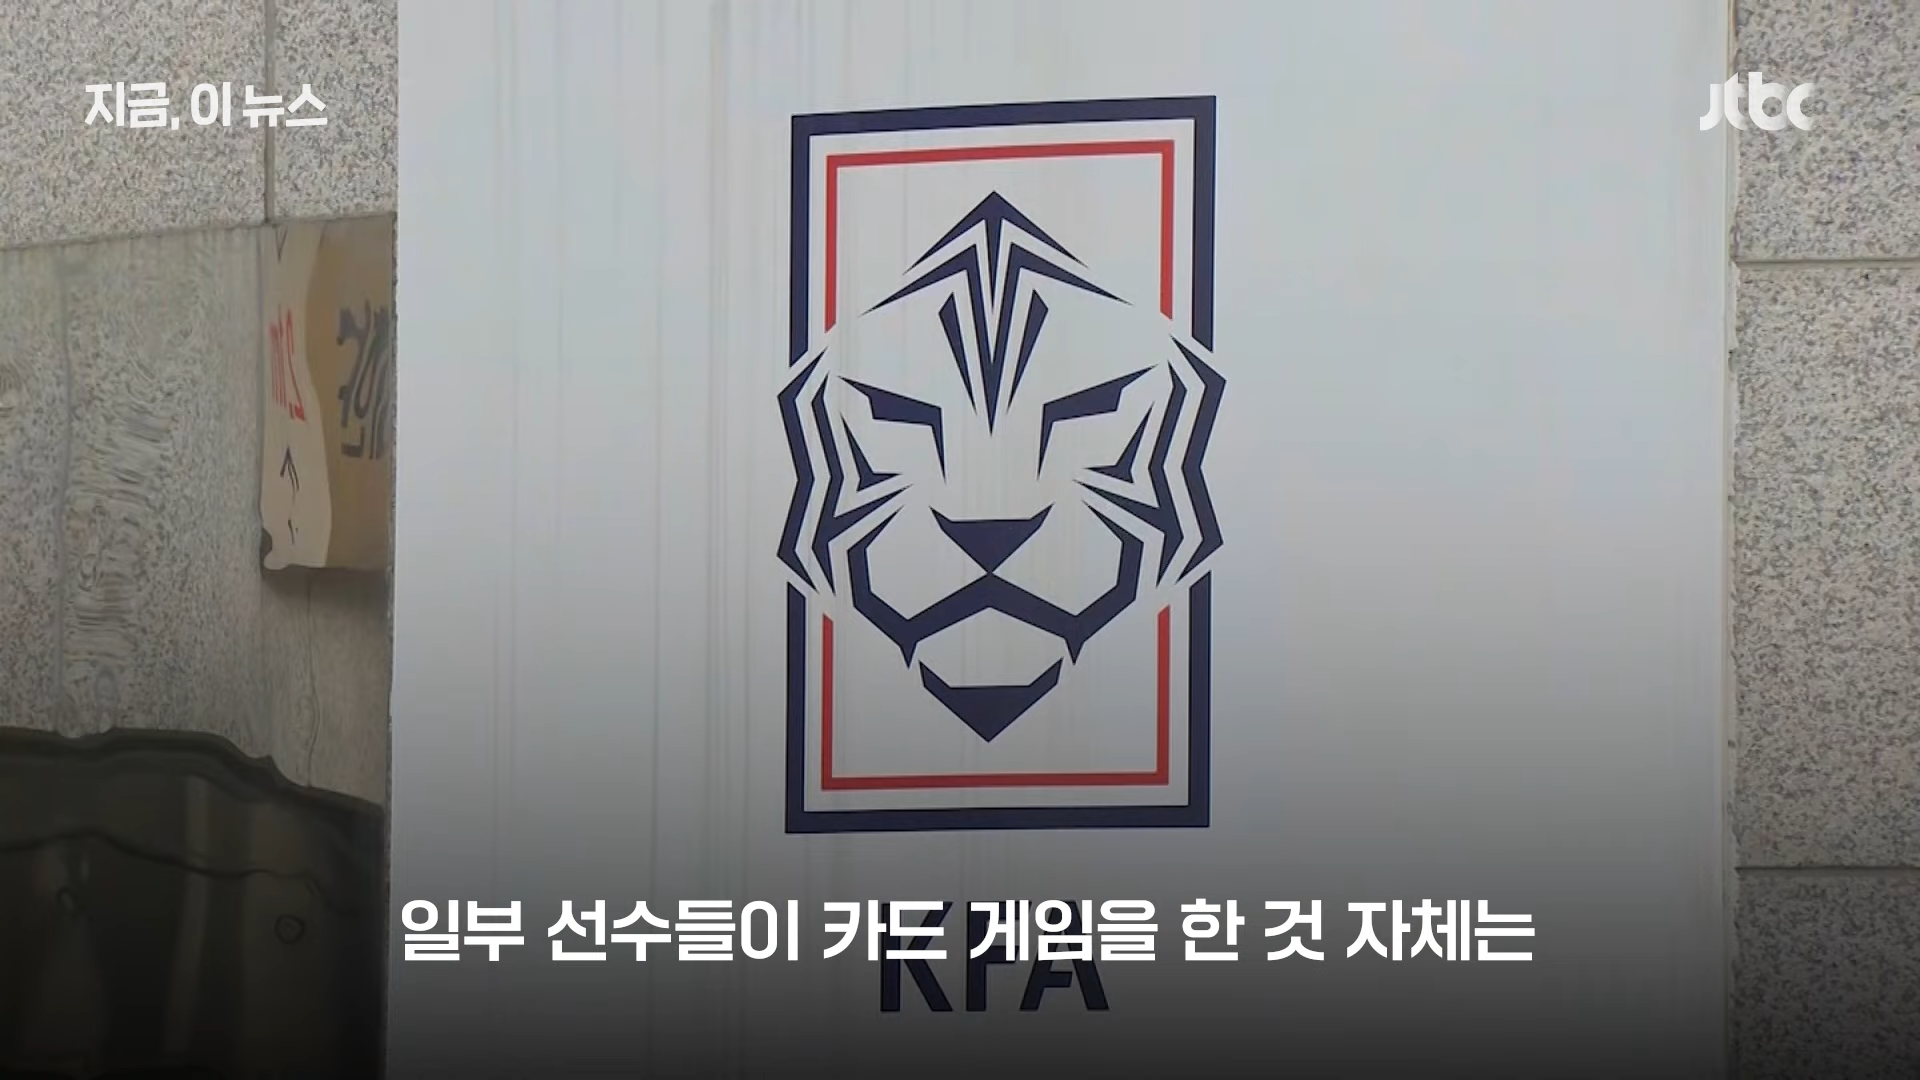 지금, 이 뉴스
jtbc
일부 선수들이 카드 게임을 한 것 자체는
KFA